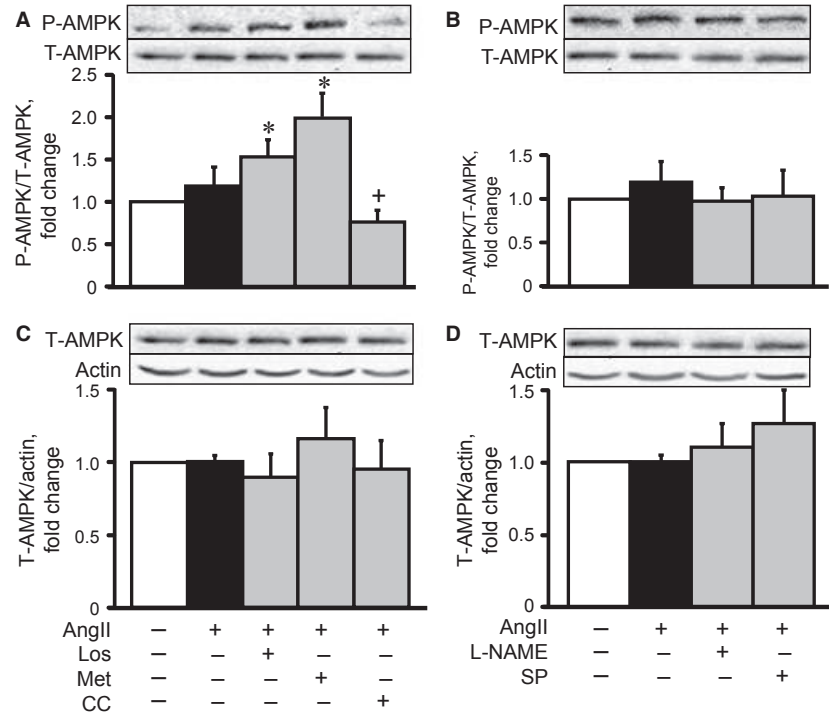 A
P-AMPK
T-AMPK
P-AMPK/T-AMPK,
fold change
2.5
2.0
1.5
1.0
0.5
0
*
*
+
B
P-AMPK
T-AMPK
P-AMPK/T-AMPK,
fold change
1.5
1.0
0.5
0
C
T-AMPK
Actin
T-AMPK/actin,
fold change
1.5
1.0
0.5
0
AngII – + + + +
Los – – + – –
Met – – – + –
CC – – – – +
D
T-AMPK
Actin
T-AMPK/actin,
fold change
1.5
1.0
0.5
0
AngII – + + +
L-NAME – – + –
SP – – – +